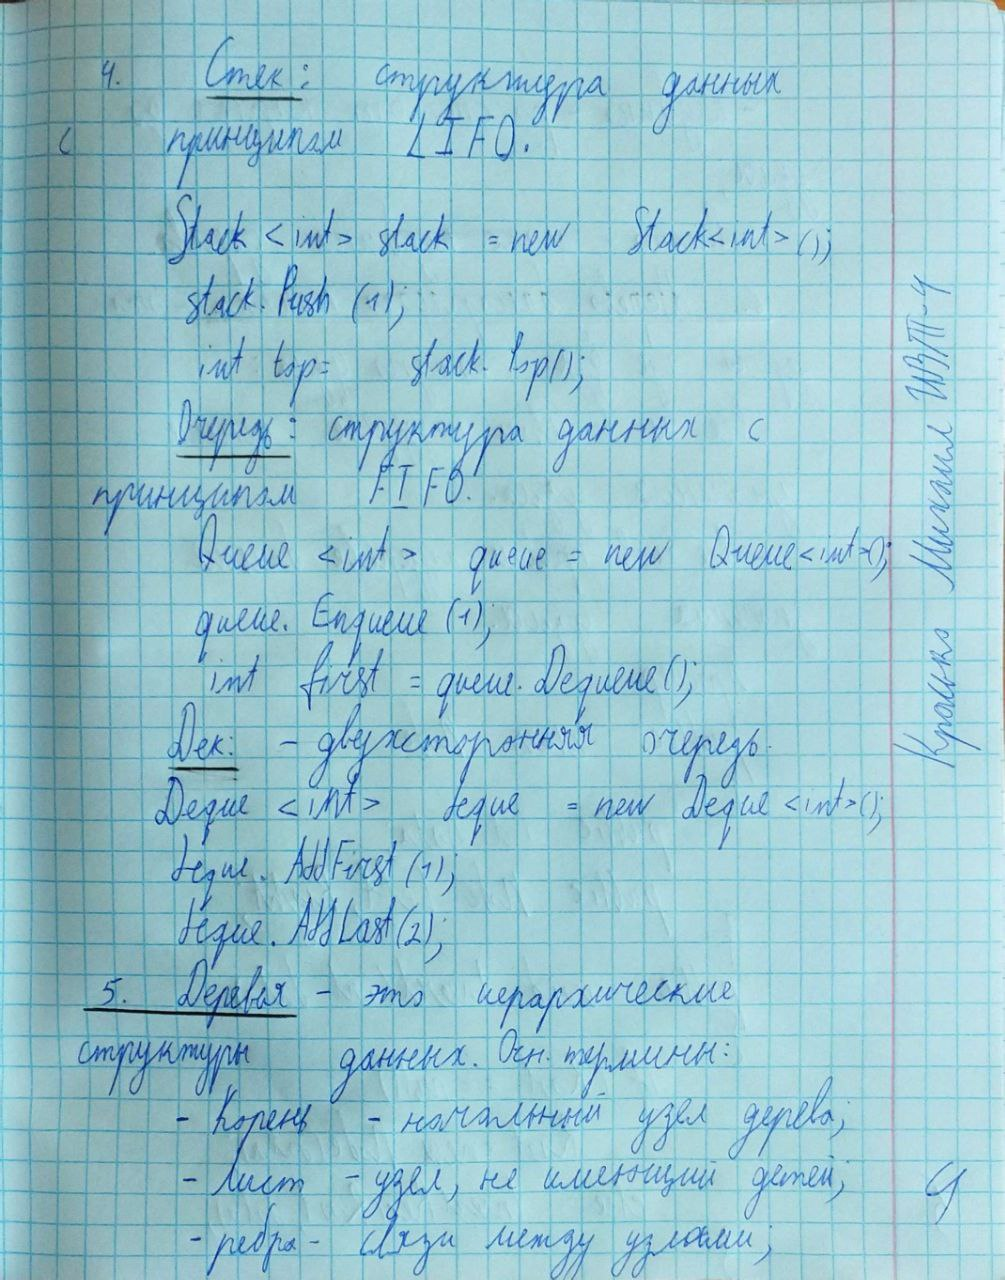 4. Стек: структура данных
с принципом LIFO.
Stack <int> stack = new Stack<int>();
stack. Push (1);
int top= stack. Pop();
Очередь: структура данных с
принципом FIFO.
Queue <int> queue = new Queue<int>();
queue. Enqueue (1);
int first = queue. Dequeue();
Дек: - двухсторонняя очередь.
Deque <int> deque = new Deque <int>();
deque. AddFirst (1);
deque. AddLast (2);
5. Деревья - это иерархические
структуры данных. Осн. термины:
- Корень - начальный узел дерева;
- Лист - узел, не имеющий детей;
- ребра - связи между узлами;
Михаил